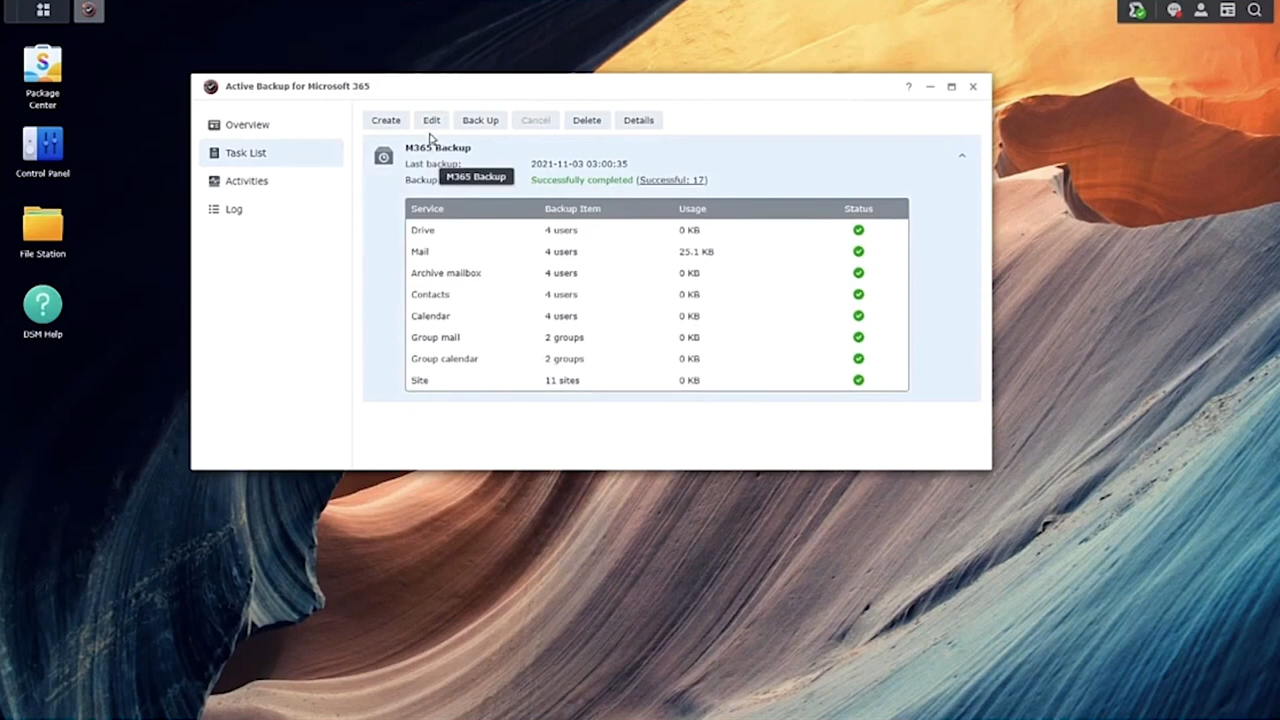 Package
Center
Control Panel
File Station
DSM Help
Active Backup for Microsoft 365
Overview
Task List
Activities
Log
Create Edit Back Up Cancel Delete Details
M365 Backup
Last backup: 2021-11-03 03:00:35
Backup Successfully completed (Successful: 17)
M365 Backup
Service Backup Item Usage Status
Drive 4 users 0 KB
Mail 4 users 25.1 KB
Archive mailbox 4 users 0 KB
Contacts 4 users 0 KB
Calendar 4 users 0 KB
Group mail 2 groups 0 KB
Group calendar 2 groups 0 KB
Site 11 sites 0 KB